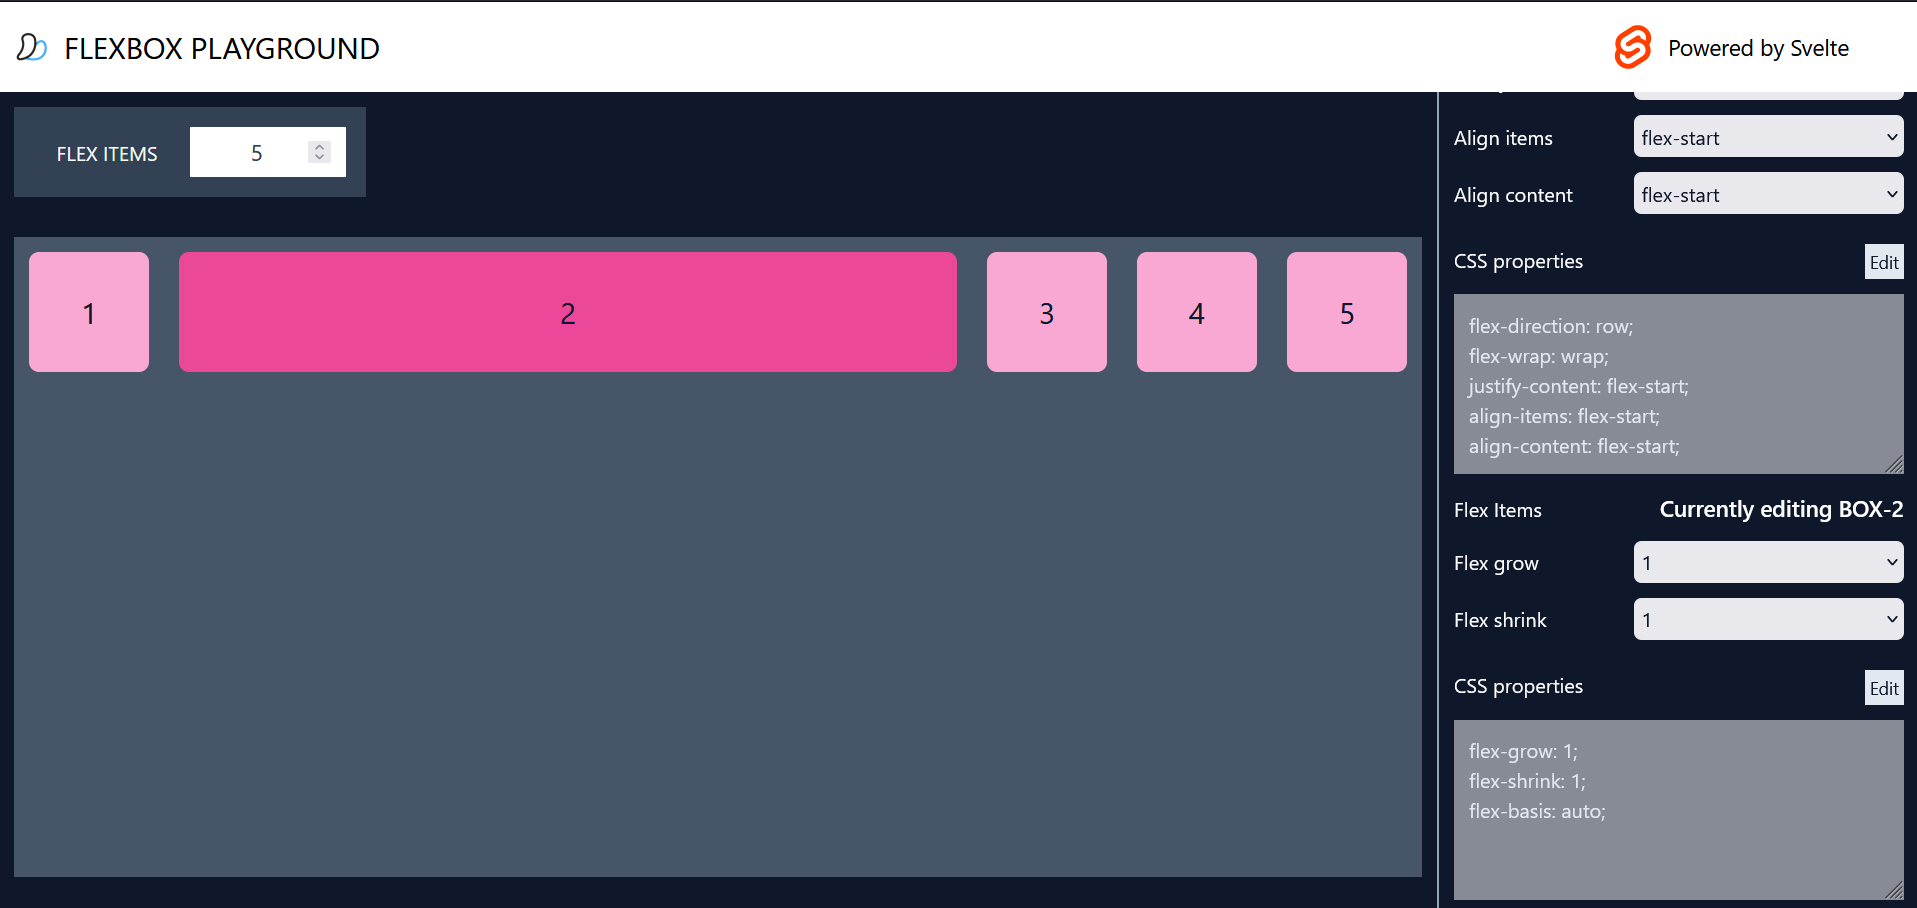 FLEXBOX PLAYGROUND
Powered by Svelte
FLEX ITEMS
5
1
2
3
4
5
Align items
flex-start
Align content
flex-start
CSS properties
Edit
flex-direction: row;
flex-wrap: wrap;
justify-content: flex-start;
align-items: flex-start;
align-content: flex-start;
Flex Items
Currently editing BOX-2
Flex grow
1
Flex shrink
1
CSS properties
Edit
flex-grow: 1;
flex-shrink: 1;
flex-basis: auto;